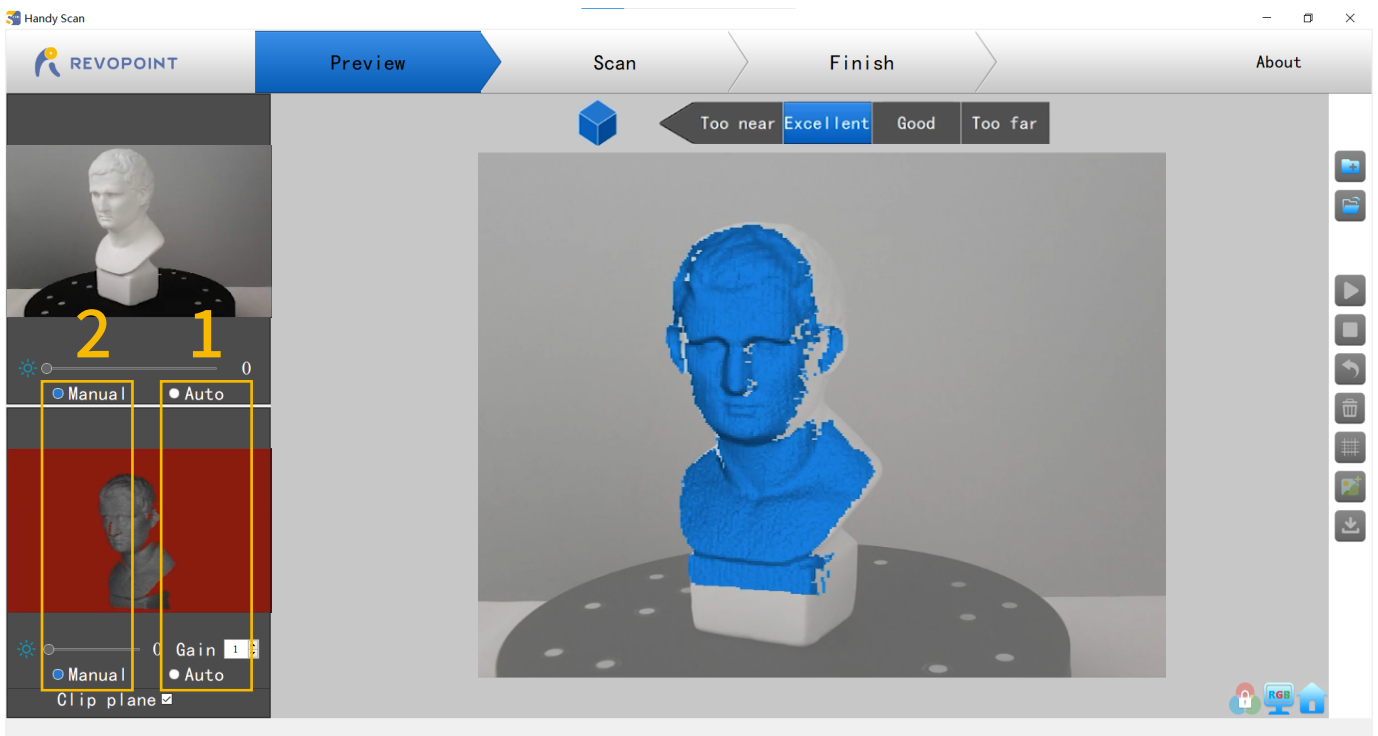 Handy Scan
REVOPOINT
Preview
Scan
Finish
About
Too near
Excellent
Good
Too far
2
1
0
Manual
Auto
0
Gain
1
Manual
Auto
Clip plane
RGB